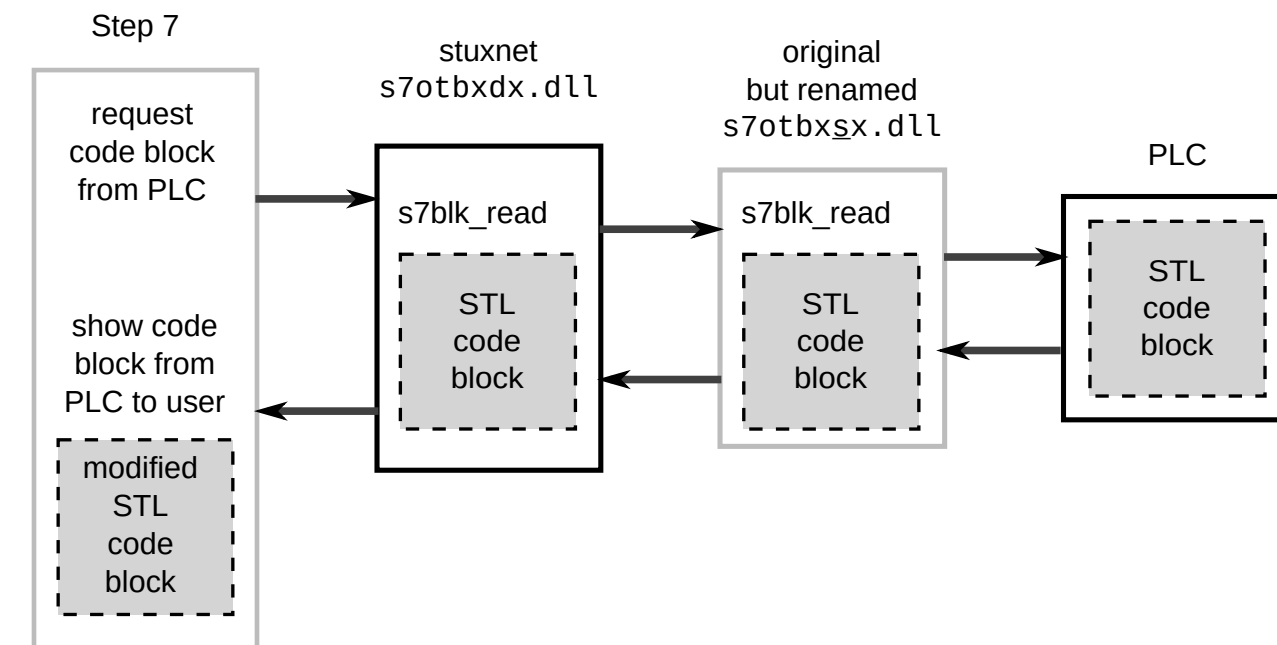 Step 7
request
code block
from PLC
show code
block from
PLC to user
modified
STL
code
block
stuxnet
s7otbxdx.dll
s7blk_read
STL
code
block
original
but renamed
s7otbxsx.dll
s7blk_read
STL
code
block
PLC
STL
code
block